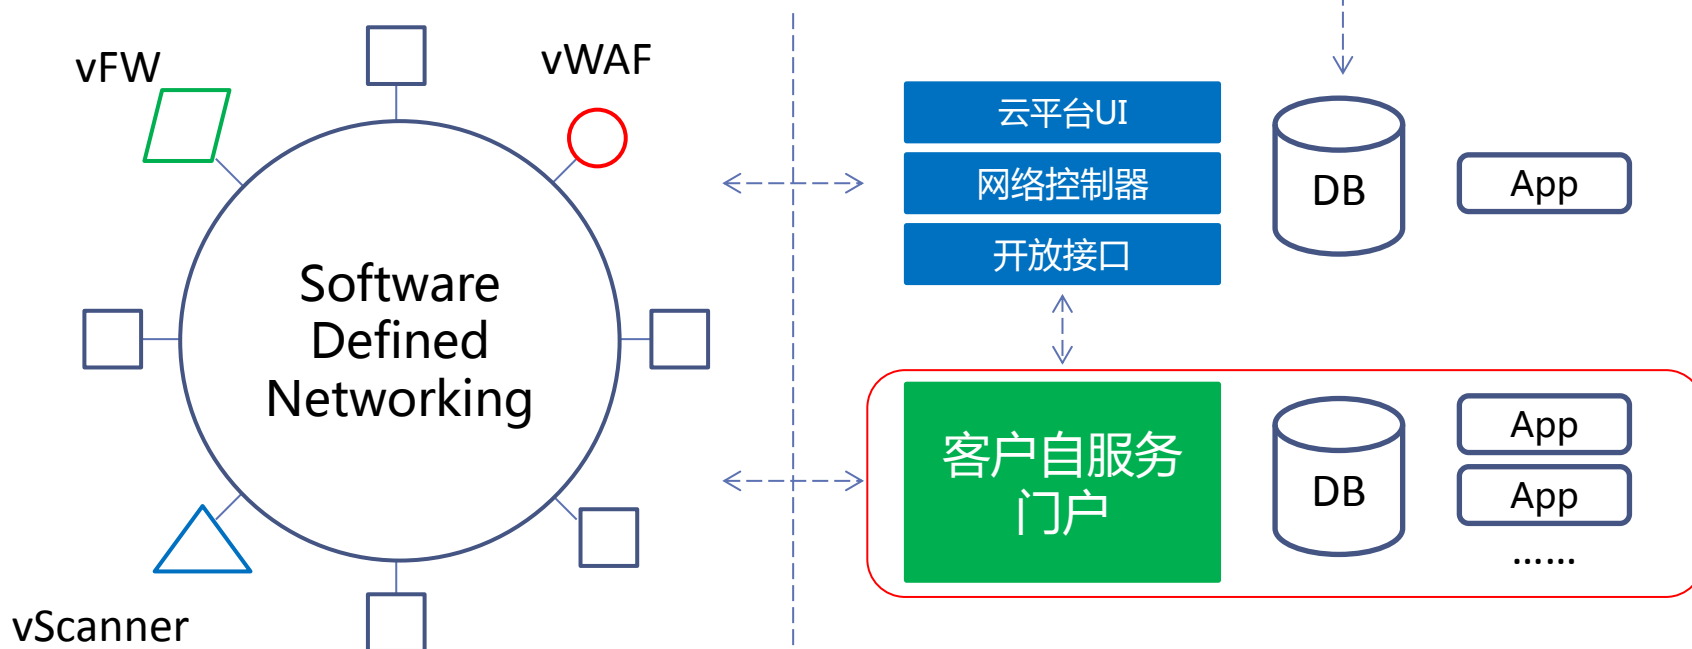 vFW
vWAF
Software
Defined
Networking
vScanner
云平台UI
网络控制器
开放接口
DB
App
客户自服务
门户
DB
App
App
……